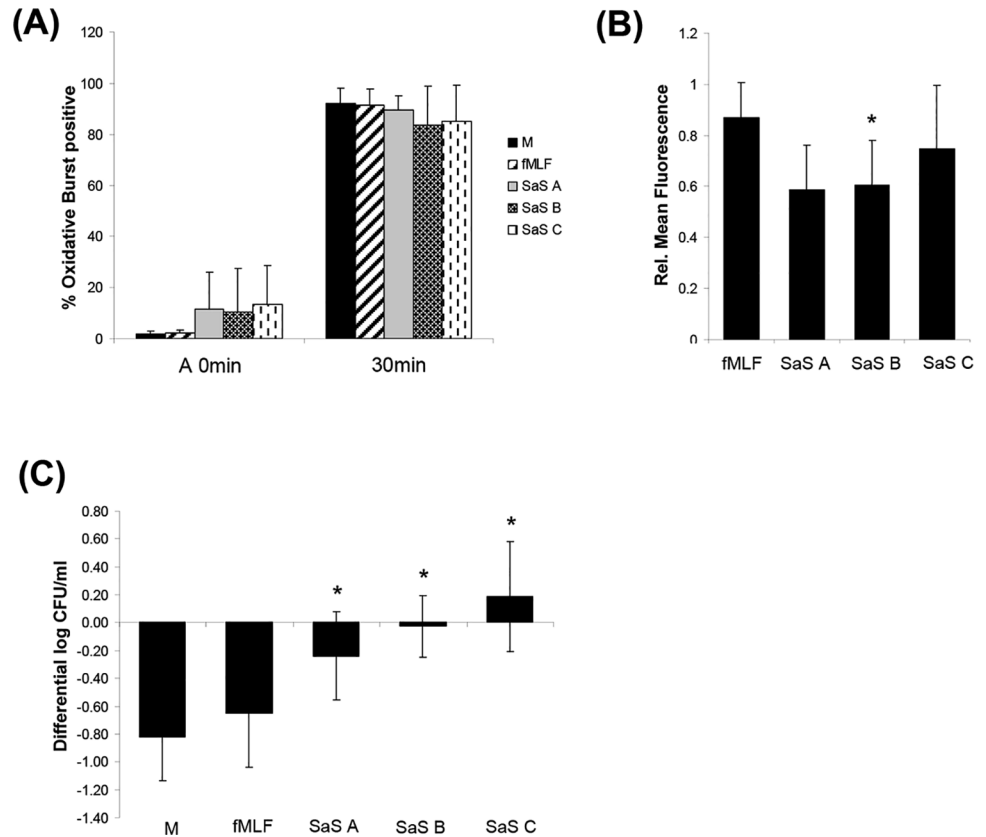 (A)
% Oxidative Burst positive
120
100
80
60
40
20
0
A 0min
30min
M
fMLF
SaS A
SaS B
SaS C
(B)
Rel. Mean Fluorescence
1.2
1
0.8
0.6
0.4
0.2
0
*
fMLF
SaS A
SaS B
SaS C
(C)
Differential log CFU/ml
0.80
0.60
0.40
0.20
0.00
-0.20
-0.40
-0.60
-0.80
-1.00
-1.20
-1.40
*
*
*
M
fMLF
SaS A
SaS B
SaS C